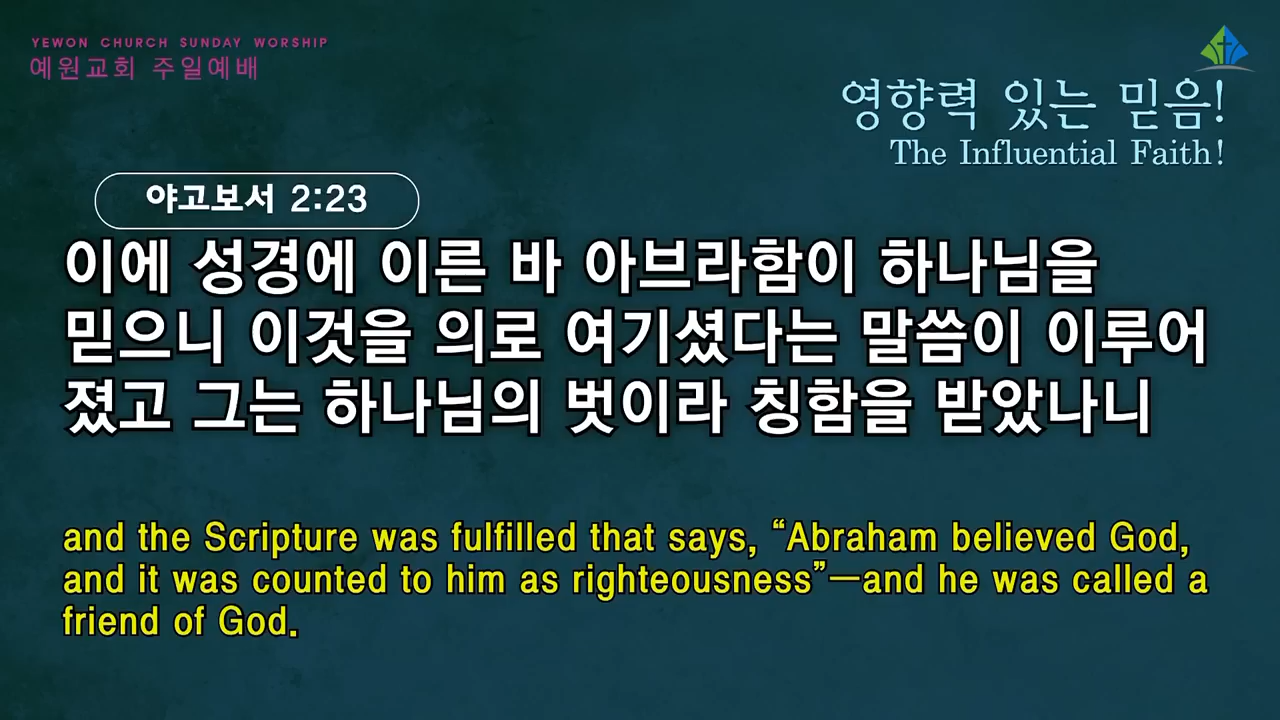 YEWON CHURCH SUNDAY WORSHIP
예원교회 주일예배
영향력 있는 믿음!
The Influential Faith!
야고보서 2:23
이에 성경에 이른 바 아브라함이 하나님을
믿으니 이것을 의로 여기셨다는 말씀이 이루어
졌고 그는 하나님의 벗이라 칭함을 받았나니
and the Scripture was fulfilled that says, “Abraham believed God,
and it was counted to him as righteousness”—and he was called a
friend of God.